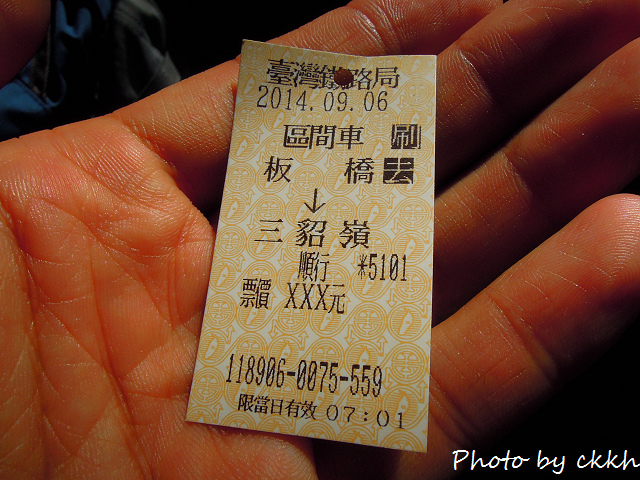 臺灣鐵路局
2014.09.06
區間車 刷
板橋 去
↓
三貂嶺
順行 *5101
票價 XXX元
118906-0075-559
限當日有效 07:01
Photo by ckkh